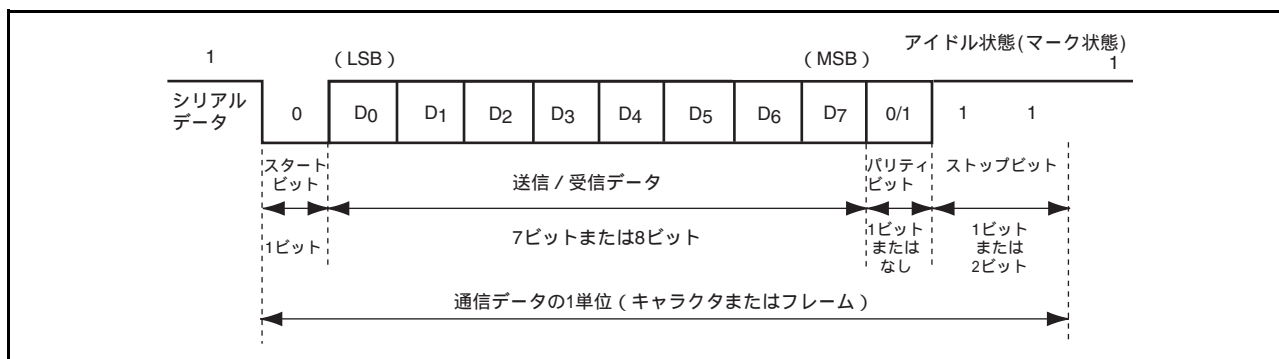 アイドル状態(マーク状態)
1 (LSB) (MSB) 1
シリアル
データ
0 D0 D1 D2 D3 D4 D5 D6 D7 0/1 1 1
スタート
ビット
送信 / 受信データ
パリティ
ビット
ストップビット
1ビット
7ビットまたは8ビット
1ビット
または
なし
1ビット
または
2ビット
通信データの1単位(キャラクタまたはフレーム)